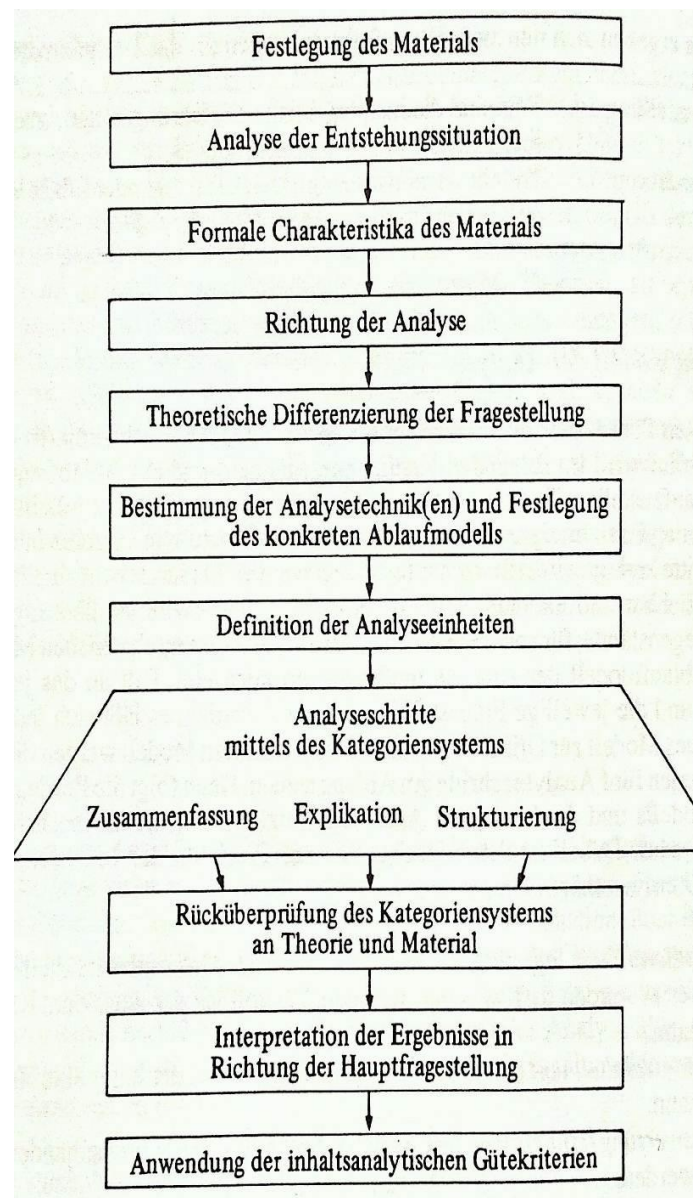 Festlegung des Materials
Analyse der Entstehungssituation
Formale Charakteristika des Materials
Richtung der Analyse
Theoretische Differenzierung der Fragestellung
Bestimmung der Analysetechnik(en) und Festlegung
des konkreten Ablaufmodells
Definition der Analyseeinheiten
Analyseschritte
mittels des Kategoriensystems
Zusammenfassung Explikation Strukturierung
Rücküberprüfung des Kategoriensystems
an Theorie und Material
Interpretation der Ergebnisse in
Richtung der Hauptfragestellung
Anwendung der inhaltsanalytischen Gütekriterien